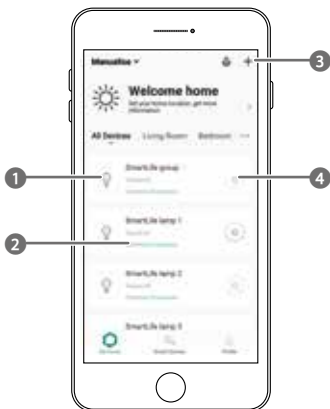 Manualise
3
Welcome home
Set your home location, get more
information
All Devices Living Room Bedroom ...
1
SmartLife group
4
SmartLife lamp 1
2
SmartLife lamp 2
SmartLife lamp 3
Profile